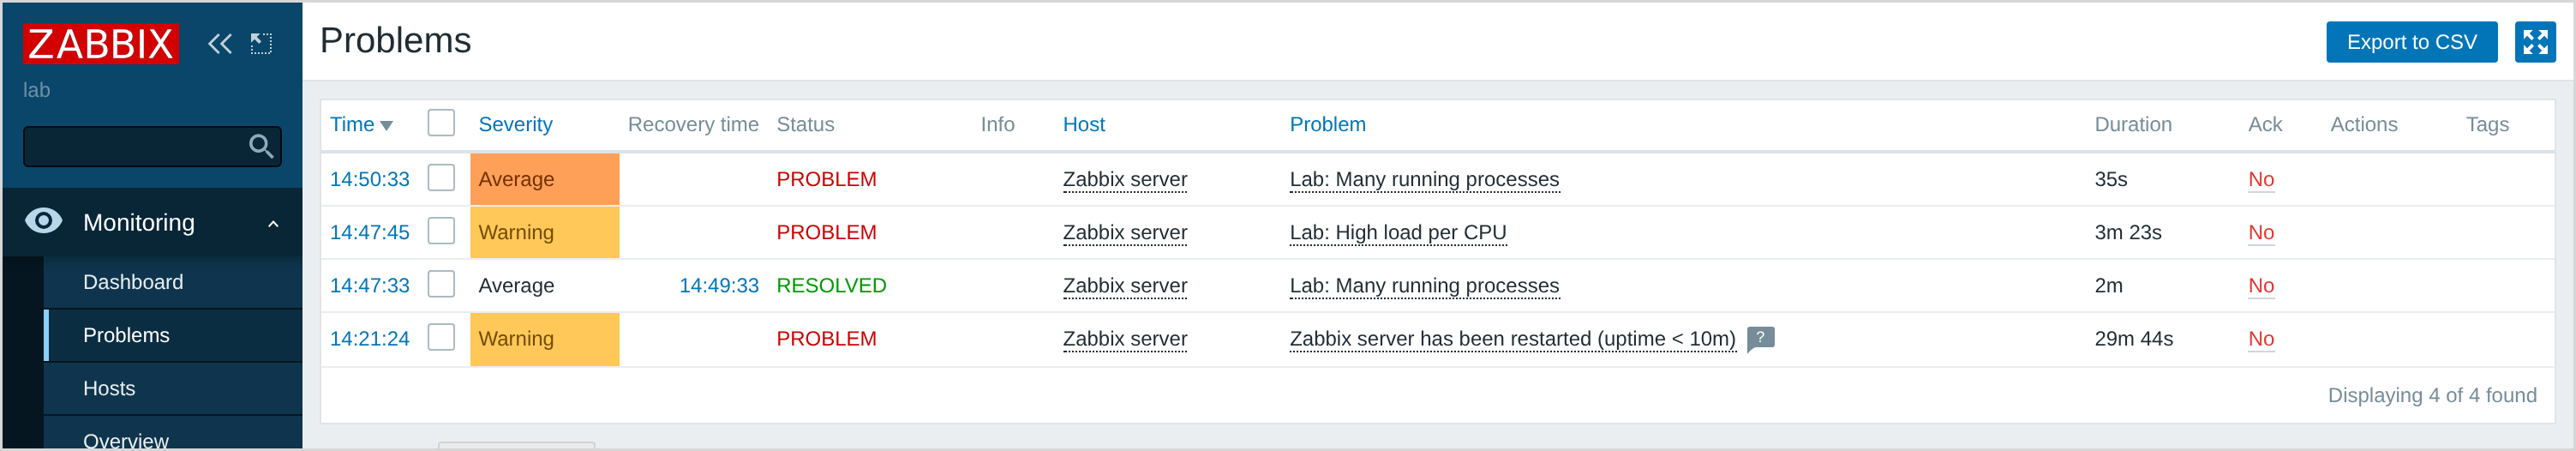 ZABBIX
lab
Monitoring
Dashboard
Problems
Hosts
Overview
Problems
Export to CSV
Time Severity Recovery time Status Info Host Problem Duration Ack Actions Tags
14:50:33 Average PROBLEM Zabbix server Lab: Many running processes 35s No
14:47:45 Warning PROBLEM Zabbix server Lab: High load per CPU 3m 23s No
14:47:33 Average 14:49:33 RESOLVED Zabbix server Lab: Many running processes 2m No
14:21:24 Warning PROBLEM Zabbix server Zabbix server has been restarted (uptime < 10m) ? 29m 44s No
Displaying 4 of 4 found